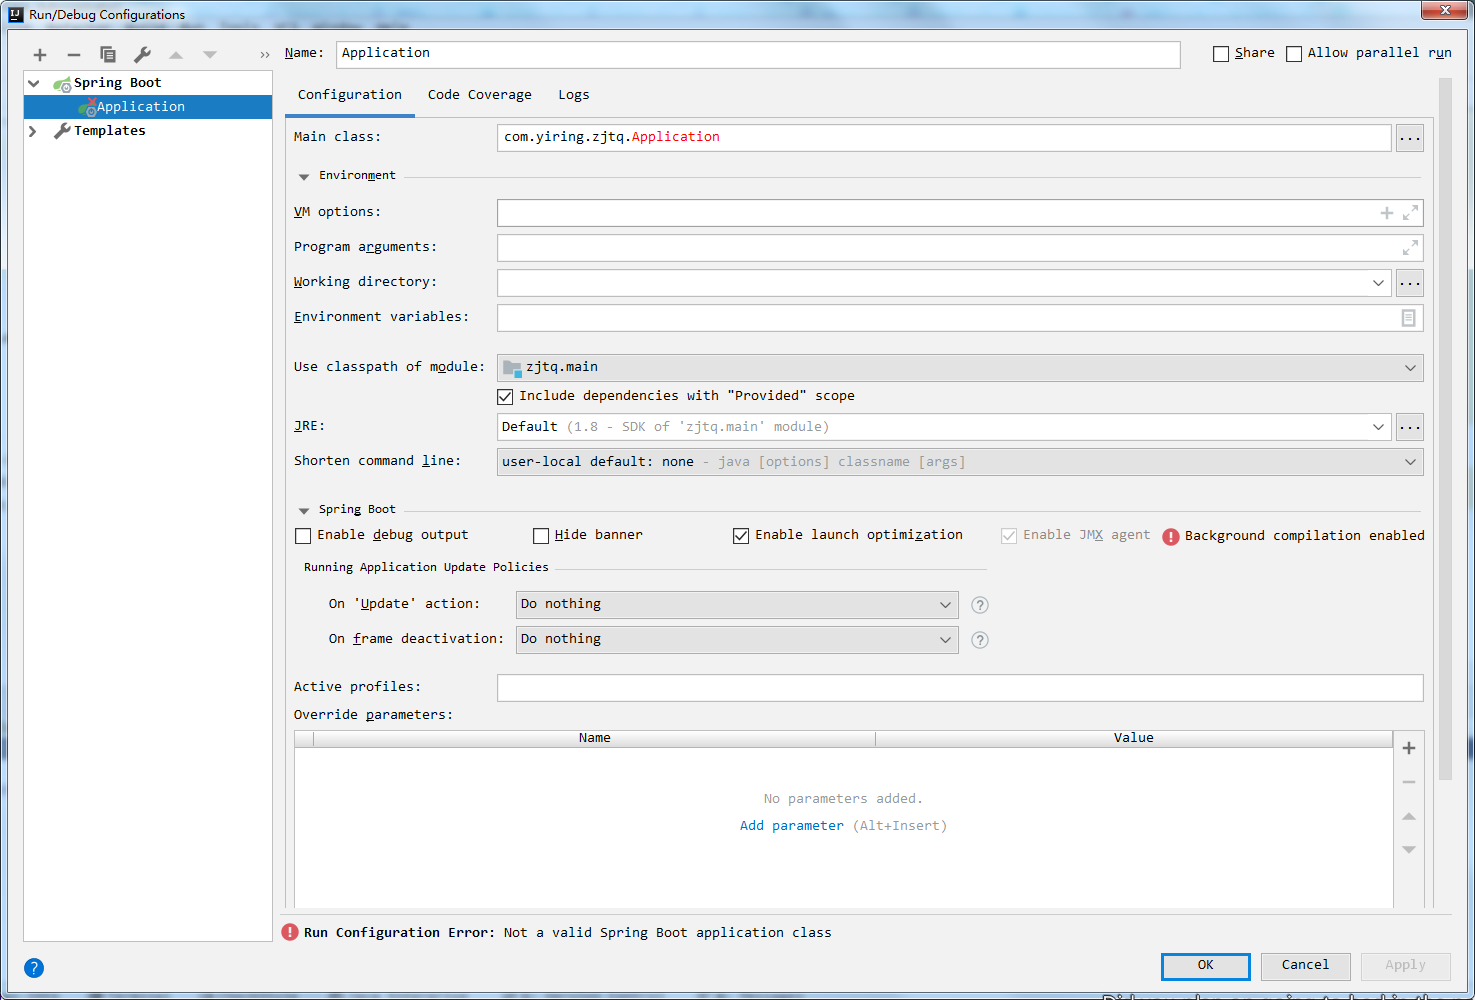 Run/Debug Configurations
Name: Application Share Allow parallel run
Spring Boot
Application
Templates
Configuration Code Coverage Logs
Main class: com.yiring.zjtq.Application ...
Environment
VM options:
Program arguments:
Working directory: ...
Environment variables:
Use classpath of module: zjtq.main
Include dependencies with "Provided" scope
JRE: Default (1.8 - SDK of 'zjtq.main' module) ...
Shorten command line: user-local default: none - java [options] classname [args]
Spring Boot
Enable debug output Hide banner Enable launch optimization Enable JMX agent Background compilation enabled
Running Application Update Policies
On 'Update' action: Do nothing ?
On frame deactivation: Do nothing ?
Active profiles:
Override parameters:
Name Value
No parameters added.
Add parameter (Alt+Insert)
Run Configuration Error: Not a valid Spring Boot application class
? OK Cancel Apply